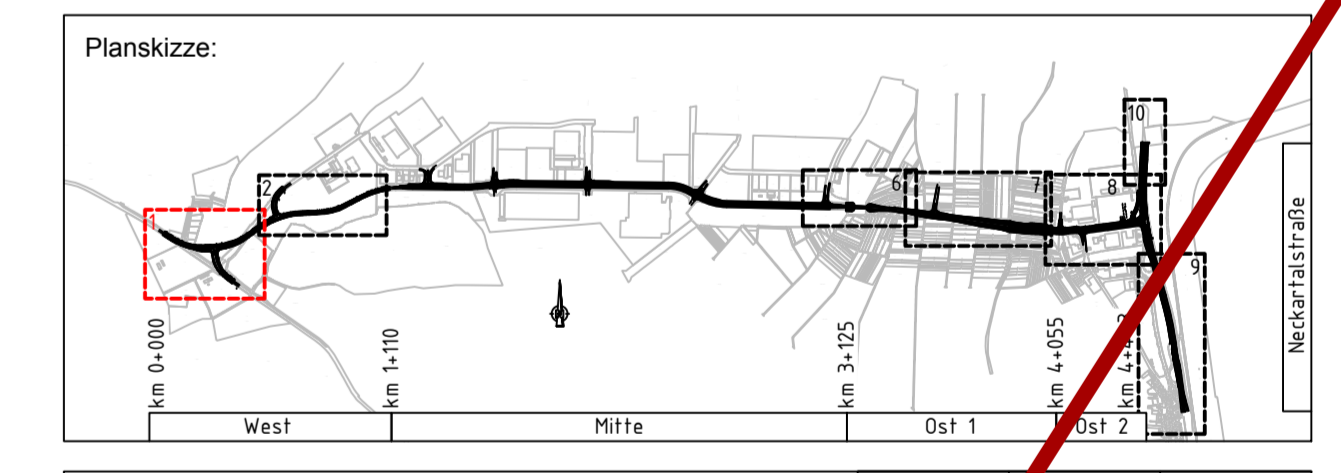 Planskizze:
10
2
6
7
8
1
9
Neckartalstraße
km 0+000
km 1+110
km 3+125
km 4+055
West
Mitte
Ost 1
Ost 2